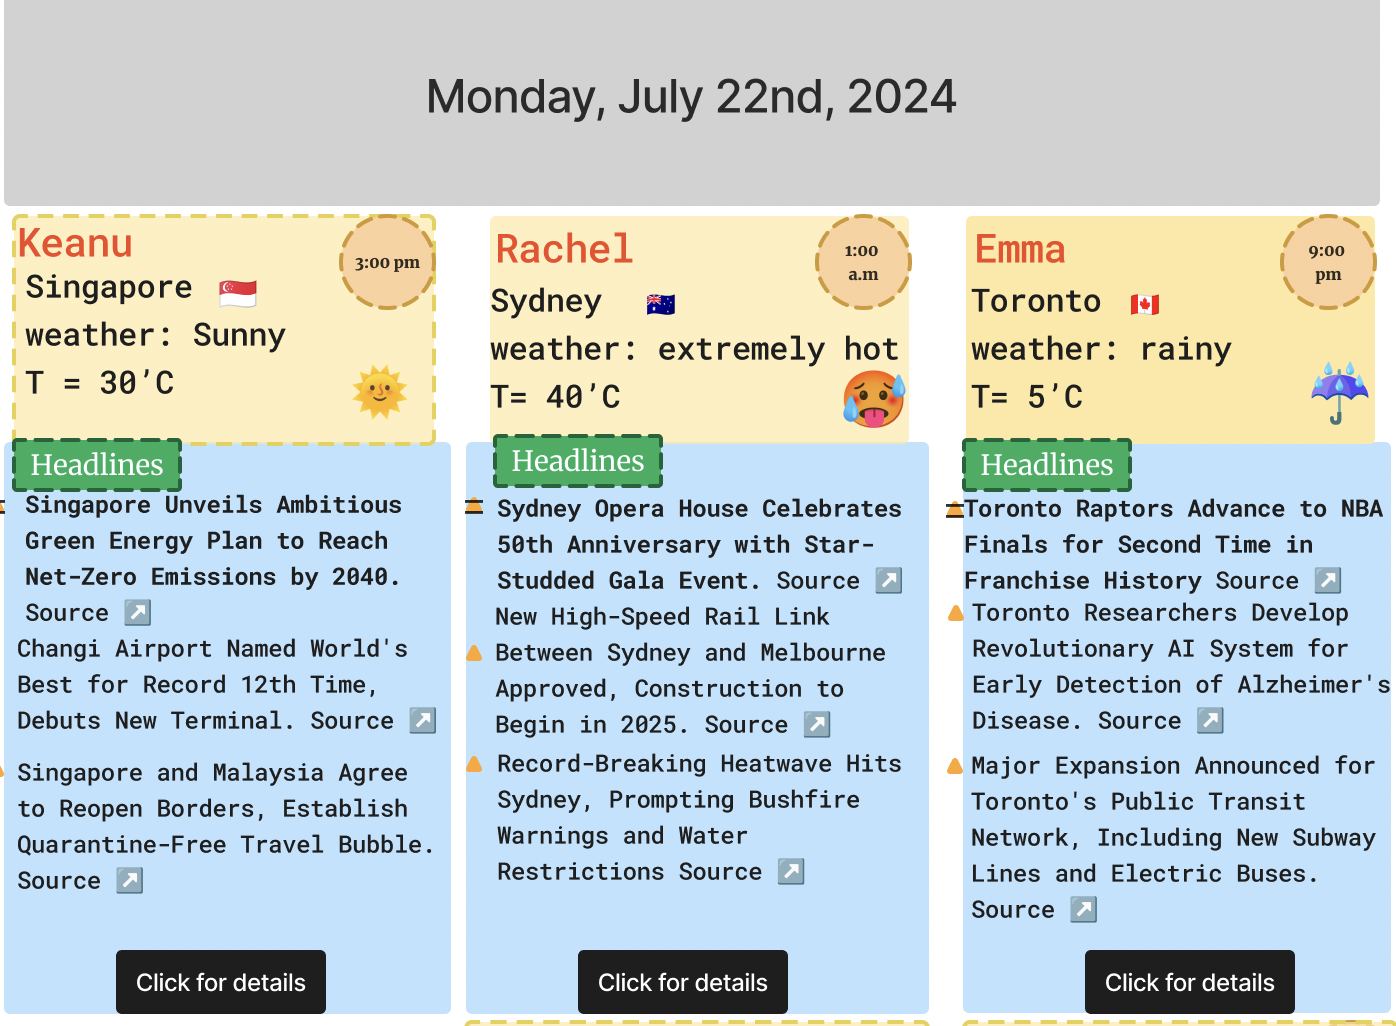 Monday, July 22nd, 2024
Keanu
3:00 pm
Singapore
weather: Sunny
T = 30’C
Headlines
Singapore Unveils Ambitious
Green Energy Plan to Reach
Net-Zero Emissions by 2040.
Source ↗
Changi Airport Named World's
Best for Record 12th Time,
Debuts New Terminal. Source ↗
Singapore and Malaysia Agree
to Reopen Borders, Establish
Quarantine-Free Travel Bubble.
Source ↗
Click for details
Rachel
1:00
a.m
Sydney
weather: extremely hot
T= 40’C
Headlines
Sydney Opera House Celebrates
50th Anniversary with Star-
Studded Gala Event. Source ↗
New High-Speed Rail Link
Between Sydney and Melbourne
Approved, Construction to
Begin in 2025. Source ↗
Record-Breaking Heatwave Hits
Sydney, Prompting Bushfire
Warnings and Water
Restrictions Source ↗
Click for details
Emma
9:00
pm
Toronto
weather: rainy
T= 5’C
Headlines
Toronto Raptors Advance to NBA
Finals for Second Time in
Franchise History Source ↗
Toronto Researchers Develop
Revolutionary AI System for
Early Detection of Alzheimer's
Disease. Source ↗
Major Expansion Announced for
Toronto's Public Transit
Network, Including New Subway
Lines and Electric Buses.
Source ↗
Click for details